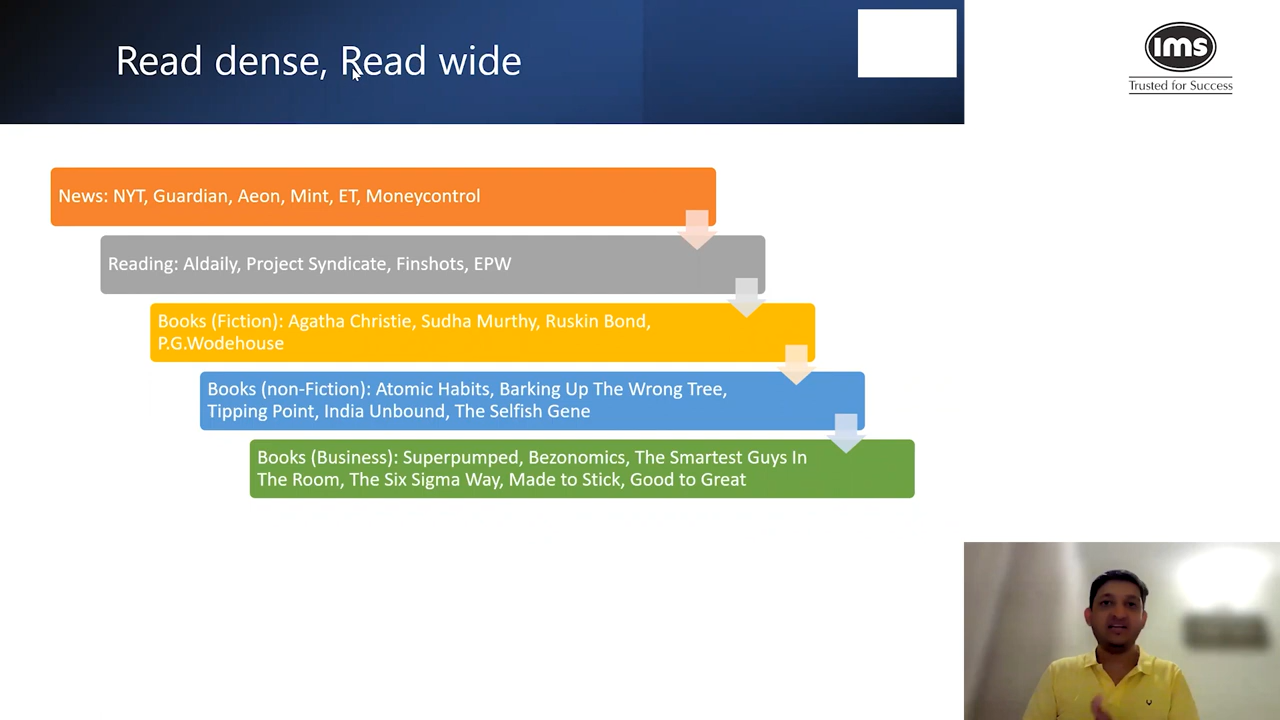 Read dense, Read wide
ims
Trusted for Success
News: NYT, Guardian, Aeon, Mint, ET, Moneycontrol
Reading: Aldaily, Project Syndicate, Finshots, EPW
Books (Fiction): Agatha Christie, Sudha Murthy, Ruskin Bond,
P.G.Wodehouse
Books (non-Fiction): Atomic Habits, Barking Up The Wrong Tree,
Tipping Point, India Unbound, The Selfish Gene
Books (Business): Superpumped, Bezonomics, The Smartest Guys In
The Room, The Six Sigma Way, Made to Stick, Good to Great